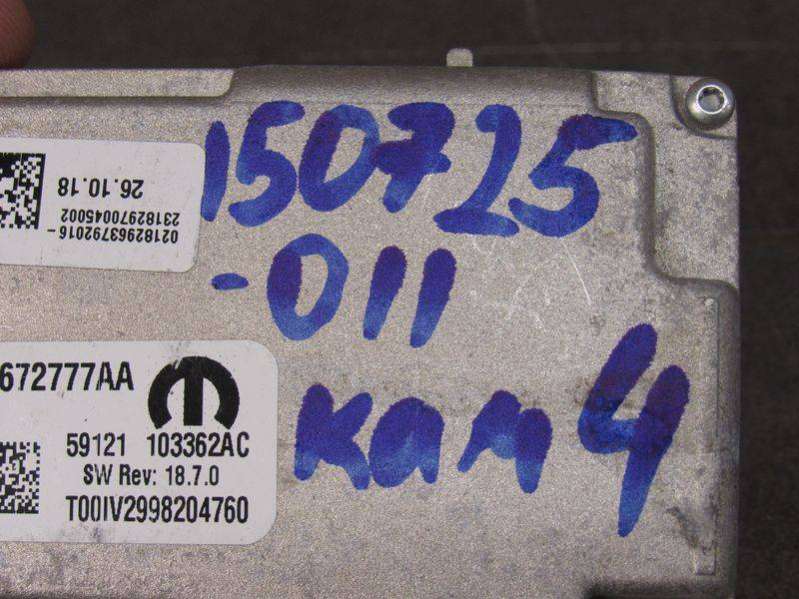 150725
-011
кам 4
26.10.18
02182963792016-
23182970045002
672777AA
59121 103362AC
SW Rev: 18.7.0
T00IV2998204760